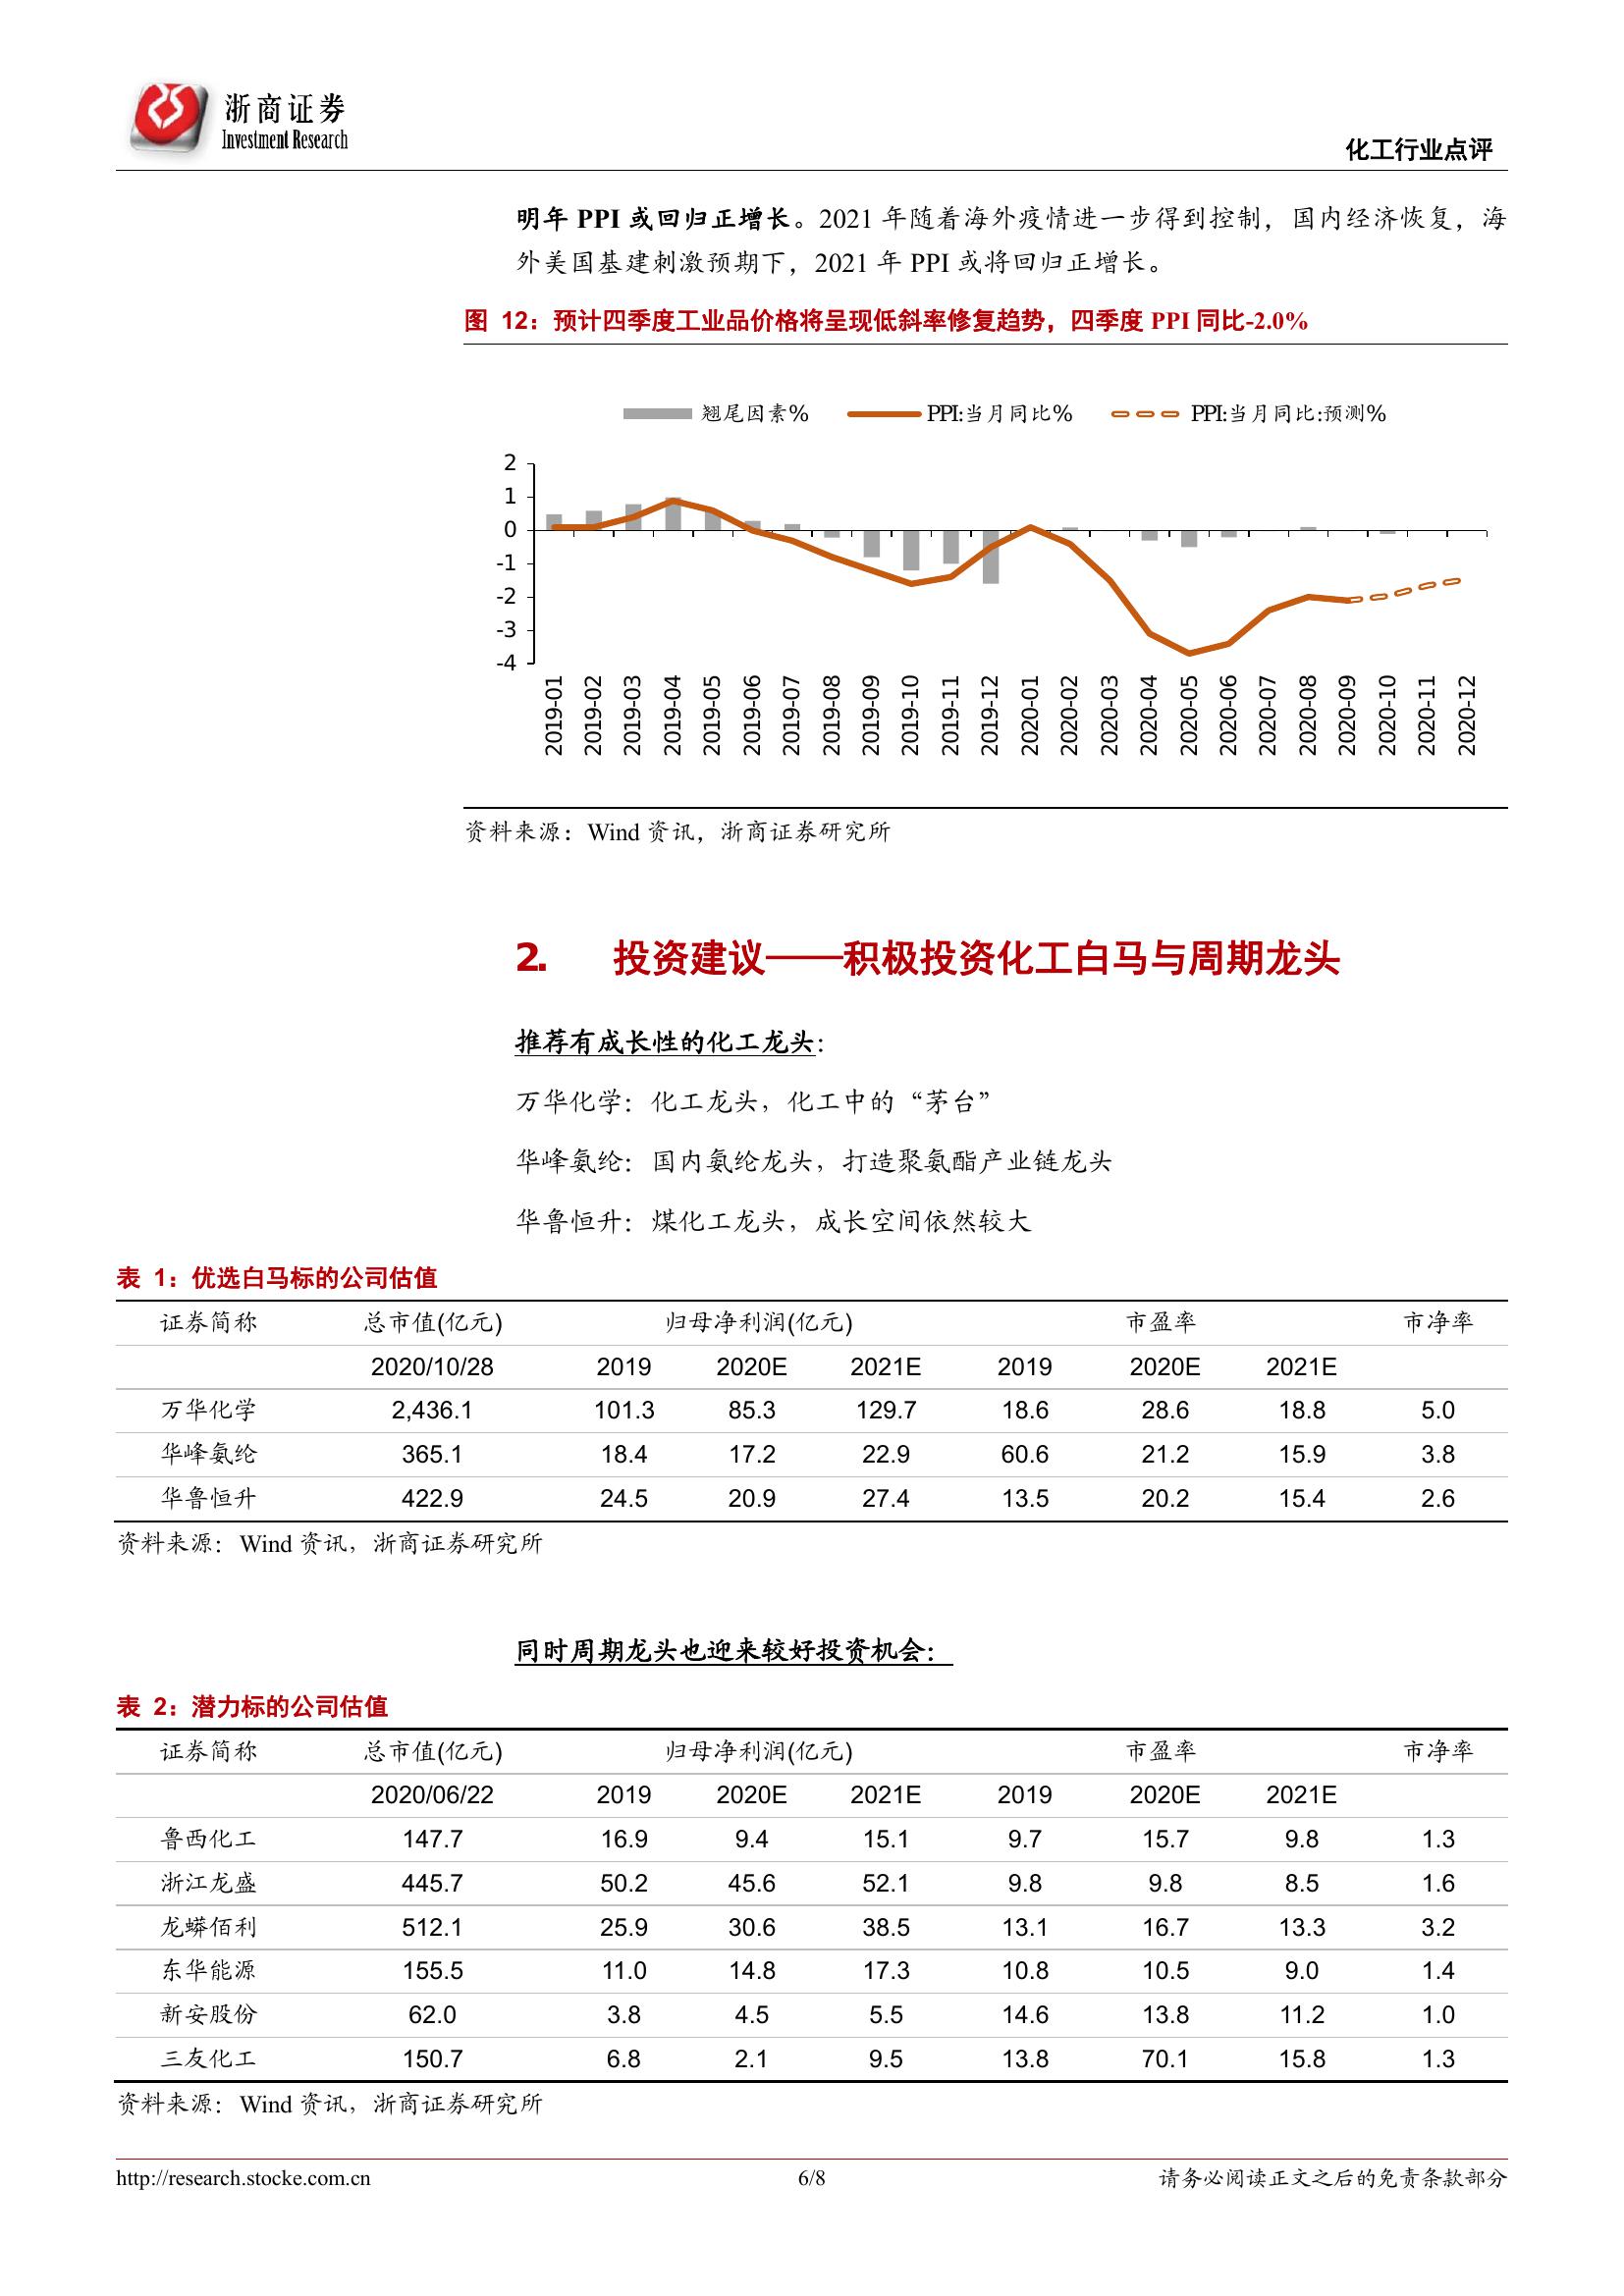 浙商证券
Investment Research
化工行业点评
明年 PPI 或回归正增长。2021 年随着海外疫情进一步得到控制，国内经济恢复，海
外美国基建刺激预期下，2021 年 PPI 或将回归正增长。
图 12：预计四季度工业品价格将呈现低斜率修复趋势，四季度 PPI 同比-2.0%
翘尾因素% PPI:当月同比% PPI:当月同比:预测%
2
1
0
-1
-2
-3
-4
2019-01 2019-02 2019-03 2019-04 2019-05 2019-06 2019-07 2019-08 2019-09 2019-10 2019-11 2019-12 2020-01 2020-02 2020-03 2020-04 2020-05 2020-06 2020-07 2020-08 2020-09 2020-10 2020-11 2020-12
资料来源：Wind 资讯，浙商证券研究所
2. 投资建议——积极投资化工白马与周期龙头
推荐有成长性的化工龙头：
万华化学：化工龙头，化工中的“茅台”
华峰氨纶：国内氨纶龙头，打造聚氨酯产业链龙头
华鲁恒升：煤化工龙头，成长空间依然较大
表 1：优选白马标的公司估值
证券简称 总市值(亿元) 归母净利润(亿元) 市盈率 市净率
2020/10/28 2019 2020E 2021E 2019 2020E 2021E
万华化学 2,436.1 101.3 85.3 129.7 18.6 28.6 18.8 5.0
华峰氨纶 365.1 18.4 17.2 22.9 60.6 21.2 15.9 3.8
华鲁恒升 422.9 24.5 20.9 27.4 13.5 20.2 15.4 2.6
资料来源：Wind 资讯，浙商证券研究所
同时周期龙头也迎来较好投资机会：
表 2：潜力标的公司估值
证券简称 总市值(亿元) 归母净利润(亿元) 市盈率 市净率
2020/06/22 2019 2020E 2021E 2019 2020E 2021E
鲁西化工 147.7 16.9 9.4 15.1 9.7 15.7 9.8 1.3
浙江龙盛 445.7 50.2 45.6 52.1 9.8 9.8 8.5 1.6
龙蟒佰利 512.1 25.9 30.6 38.5 13.1 16.7 13.3 3.2
东华能源 155.5 11.0 14.8 17.3 10.8 10.5 9.0 1.4
新安股份 62.0 3.8 4.5 5.5 14.6 13.8 11.2 1.0
三友化工 150.7 6.8 2.1 9.5 13.8 70.1 15.8 1.3
资料来源：Wind 资讯，浙商证券研究所
http://research.stocke.com.cn 6/8 请务必阅读正文之后的免责条款部分